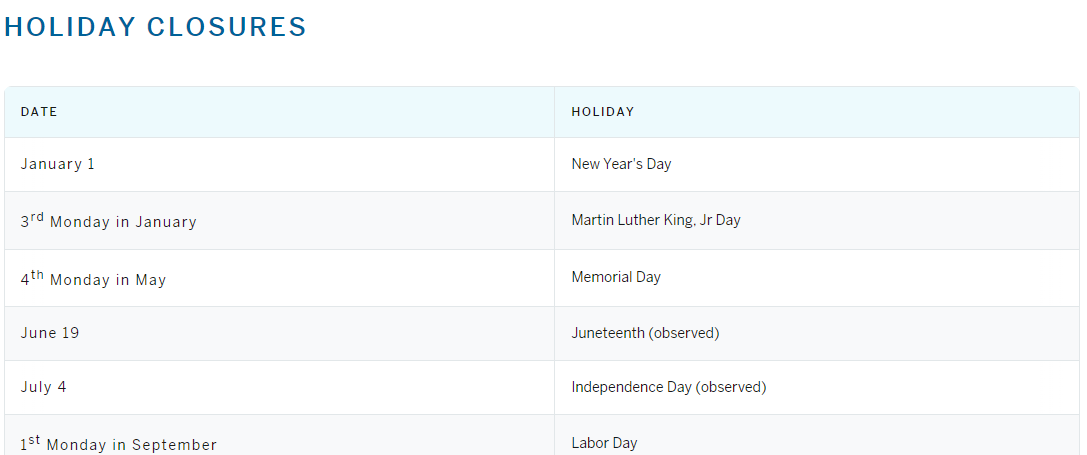 HOLIDAY CLOSURES
DATE HOLIDAY
January 1 New Year's Day
3rd Monday in January Martin Luther King, Jr Day
4th Monday in May Memorial Day
June 19 Juneteenth (observed)
July 4 Independence Day (observed)
1st Monday in September Labor Day